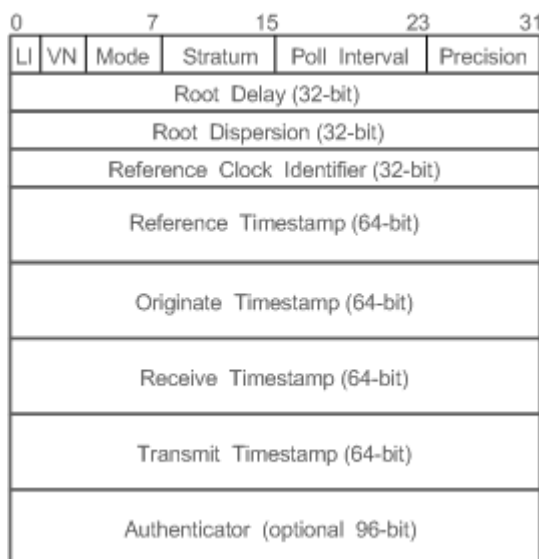 0 7 15 23 31
LI VN Mode Stratum Poll Interval Precision
Root Delay (32-bit)
Root Dispersion (32-bit)
Reference Clock Identifier (32-bit)
Reference Timestamp (64-bit)
Originate Timestamp (64-bit)
Receive Timestamp (64-bit)
Transmit Timestamp (64-bit)
Authenticator (optional 96-bit)